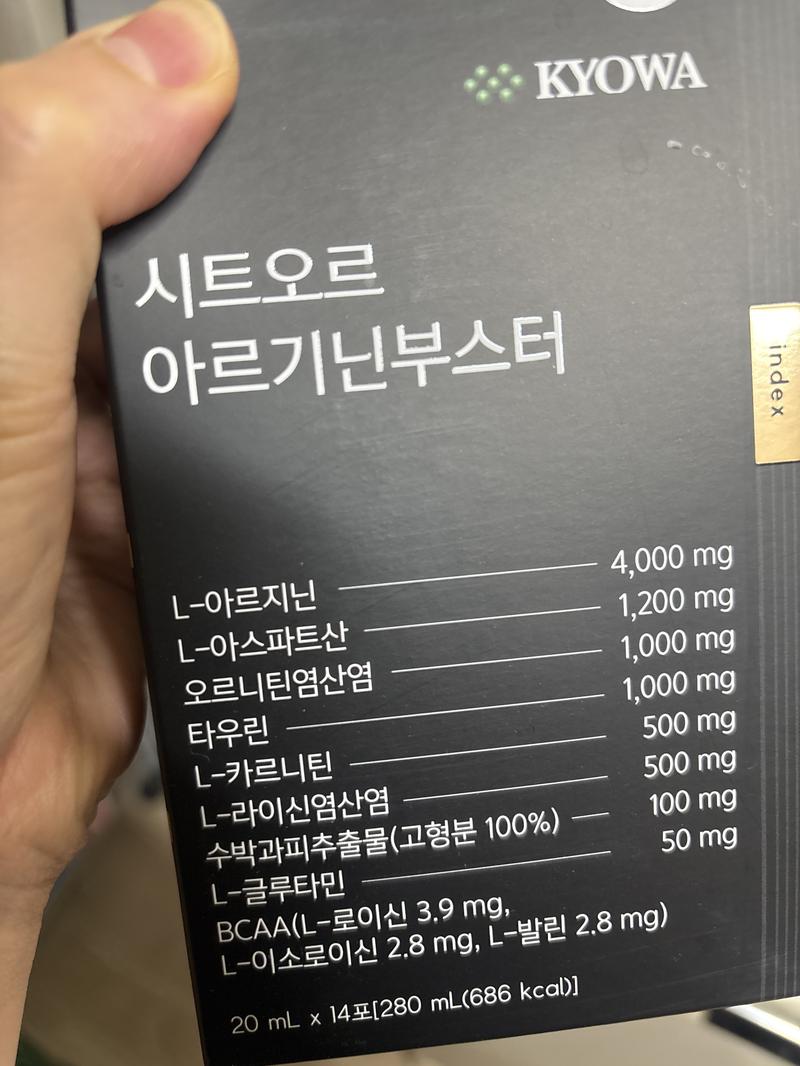 KYOWA
시트오르
아르기닌부스터
index
L-아르지닌 4,000 mg
L-아스파트산 1,200 mg
오르니틴염산염 1,000 mg
타우린 1,000 mg
L-카르니틴 500 mg
L-라이신염산염 500 mg
수박과피추출물(고형분 100%) 100 mg
L-글루타민 50 mg
BCAA(L-로이신 3.9 mg,
L-이소로이신 2.8 mg, L-발린 2.8 mg)
20 mL x 14포[280 mL(686 kcal)]